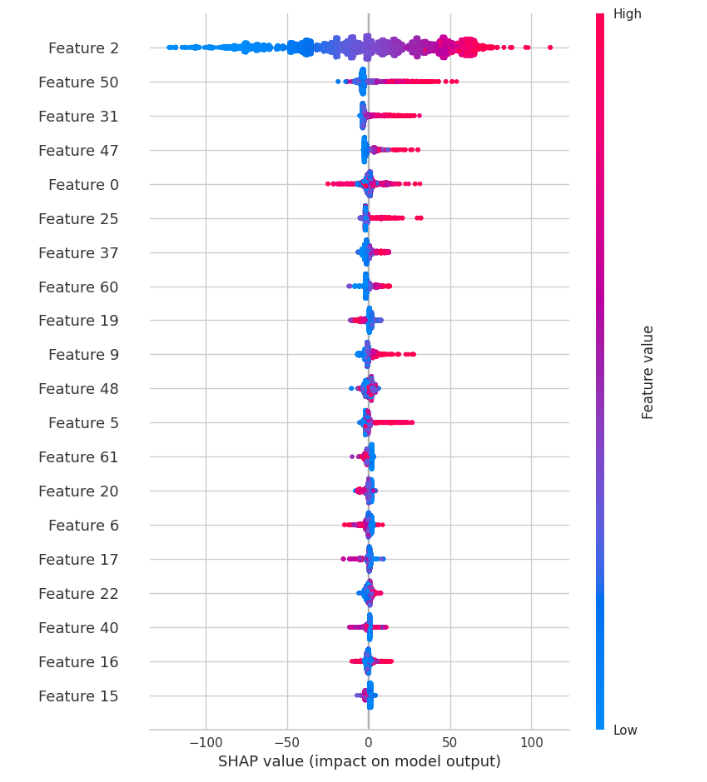 High
Feature 2
Feature 50
Feature 31
Feature 47
Feature 0
Feature 25
Feature 37
Feature 60
Feature 19
Feature 9
Feature 48
Feature 5
Feature 61
Feature 20
Feature 6
Feature 17
Feature 22
Feature 40
Feature 16
Feature 15
Feature value
Low
−100 −50 0 50 100
SHAP value (impact on model output)